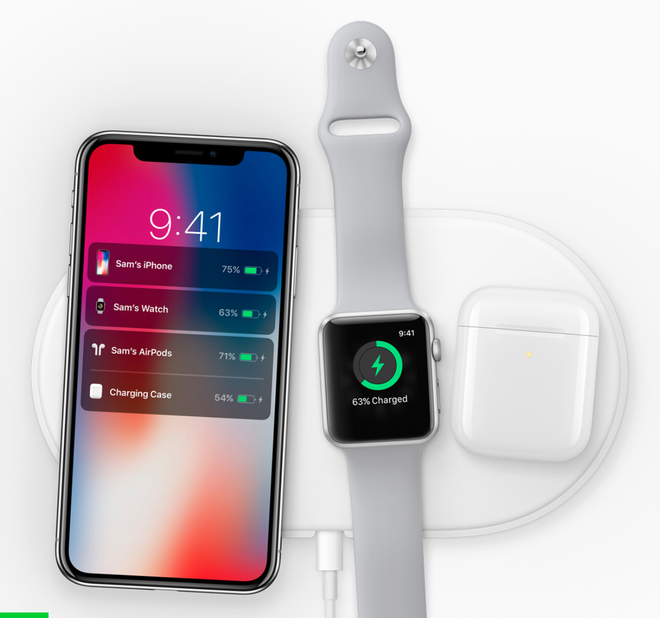 9:41
Sam's iPhone 75%
Sam's Watch 63%
Sam's AirPods 71%
Charging Case 54%
9:41
63% Charged